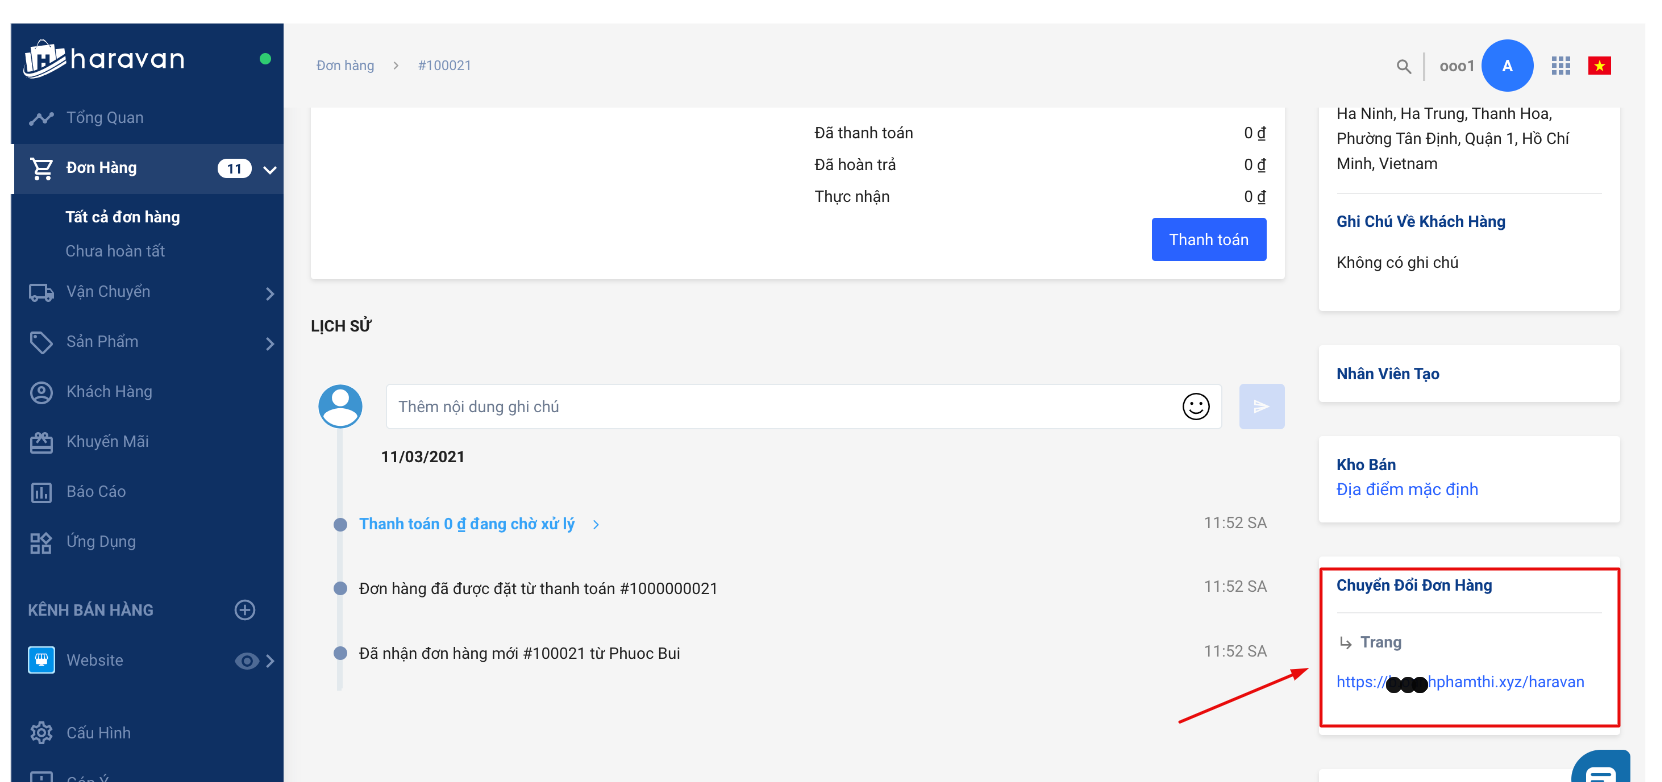 haravan
Tổng Quan
Đơn Hàng 11
Tất cả đơn hàng
Chưa hoàn tất
Vận Chuyển
Sản Phẩm
Khách Hàng
Khuyến Mãi
Báo Cáo
Ứng Dụng
KÊNH BÁN HÀNG
Website
Cấu Hình
Góp Ý
Đơn hàng > #100021
ooo1 A
Đã thanh toán 0 ₫
Đã hoàn trả 0 ₫
Thực nhận 0 ₫
Thanh toán
LỊCH SỬ
Thêm nội dung ghi chú
11/03/2021
Thanh toán 0 ₫ đang chờ xử lý > 11:52 SA
Đơn hàng đã được đặt từ thanh toán #1000000021 11:52 SA
Đã nhận đơn hàng mới #100021 từ Phuoc Bui 11:52 SA
Ha Ninh, Ha Trung, Thanh Hoa,
Phường Tân Định, Quận 1, Hồ Chí
Minh, Vietnam
Ghi Chú Về Khách Hàng
Không có ghi chú
Nhân Viên Tạo
Kho Bán
Địa điểm mặc định
Chuyển Đổi Đơn Hàng
Trang
https:// hphamthi.xyz/haravan